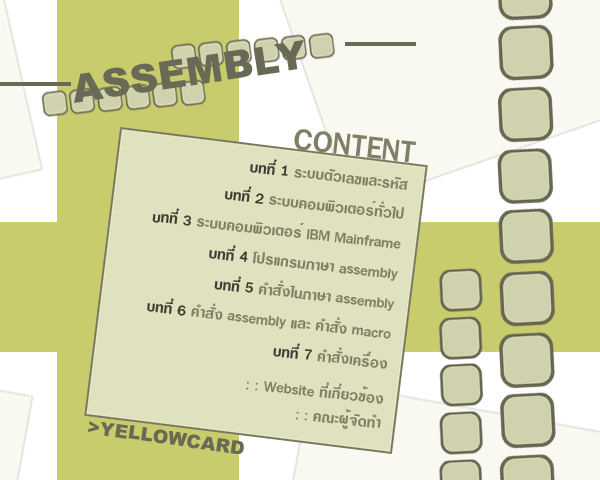 ASSEMBLY
CONTENT
บทที่ 1 ระบบตัวเลขและรหัส
บทที่ 2 ระบบคอมพิวเตอร์ทั่วไป
บทที่ 3 ระบบคอมพิวเตอร์ IBM Mainframe
บทที่ 4 โปรแกรมภาษา assembly
บทที่ 5 คำสั่งในภาษา assembly
บทที่ 6 คำสั่ง assembly และ คำสั่ง macro
บทที่ 7 คำสั่งเครื่อง
: : Website ที่เกี่ยวข้อง
: : คณะผู้จัดทำ
>YELLOWCARD